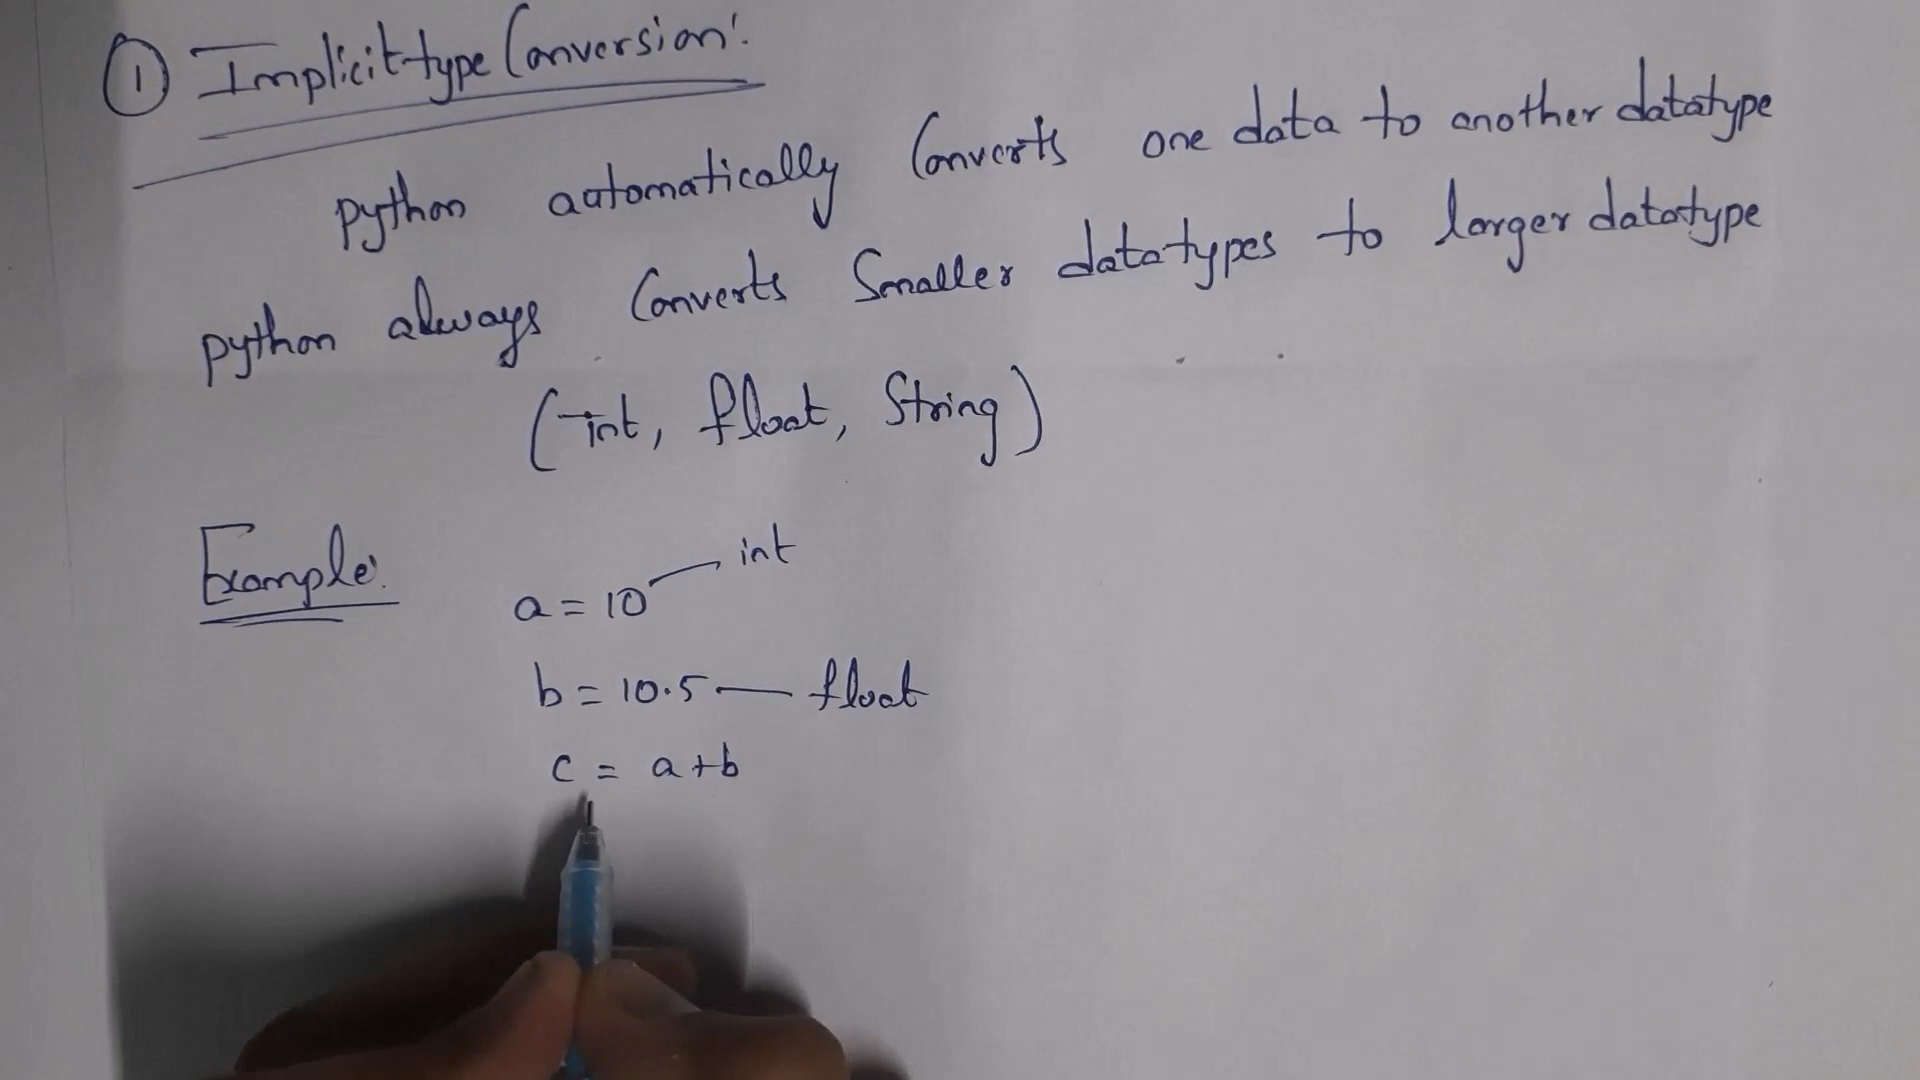 ① Implicit type Conversion:
python automatically Converts one data to another datatype
python always Converts Smaller datatypes to larger datatype
(int, float, String)
Example:
a = 10 — int
b = 10.5 — float
c = a+b